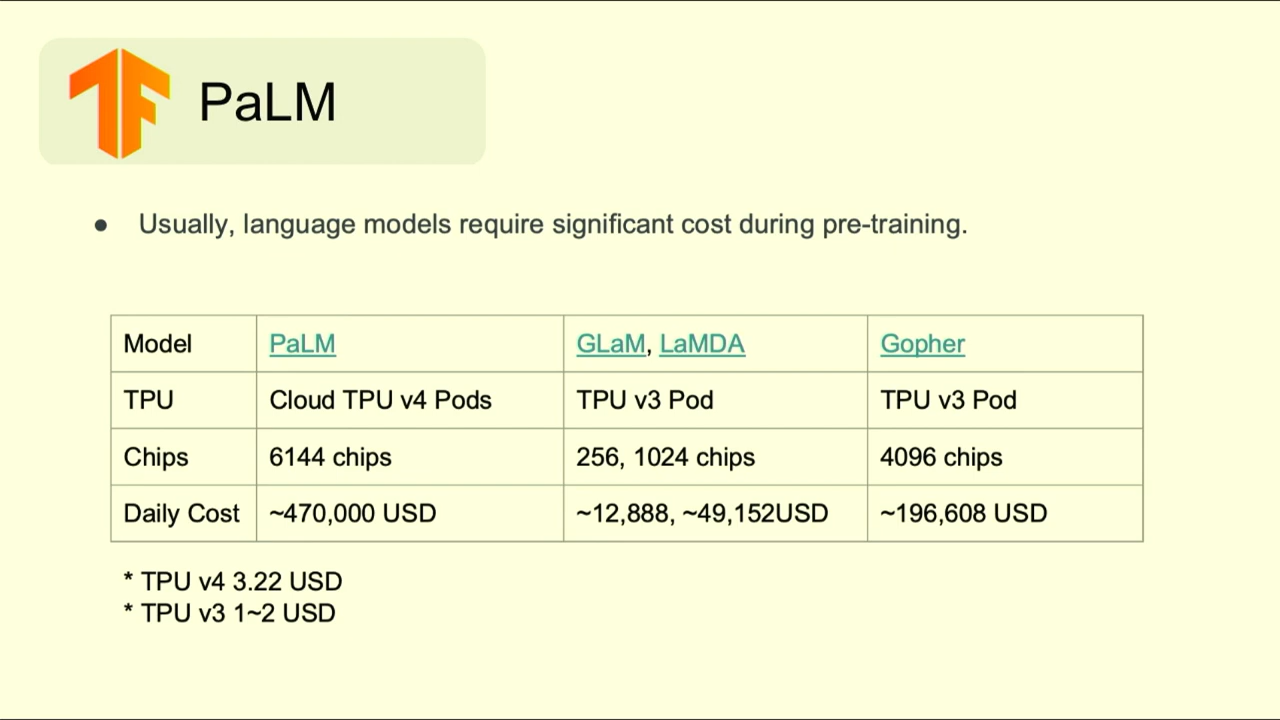 PaLM
● Usually, language models require significant cost during pre-training.
Model PaLM GLaM, LaMDA Gopher
TPU Cloud TPU v4 Pods TPU v3 Pod TPU v3 Pod
Chips 6144 chips 256, 1024 chips 4096 chips
Daily Cost ~470,000 USD ~12,888, ~49,152USD ~196,608 USD
* TPU v4 3.22 USD
* TPU v3 1~2 USD